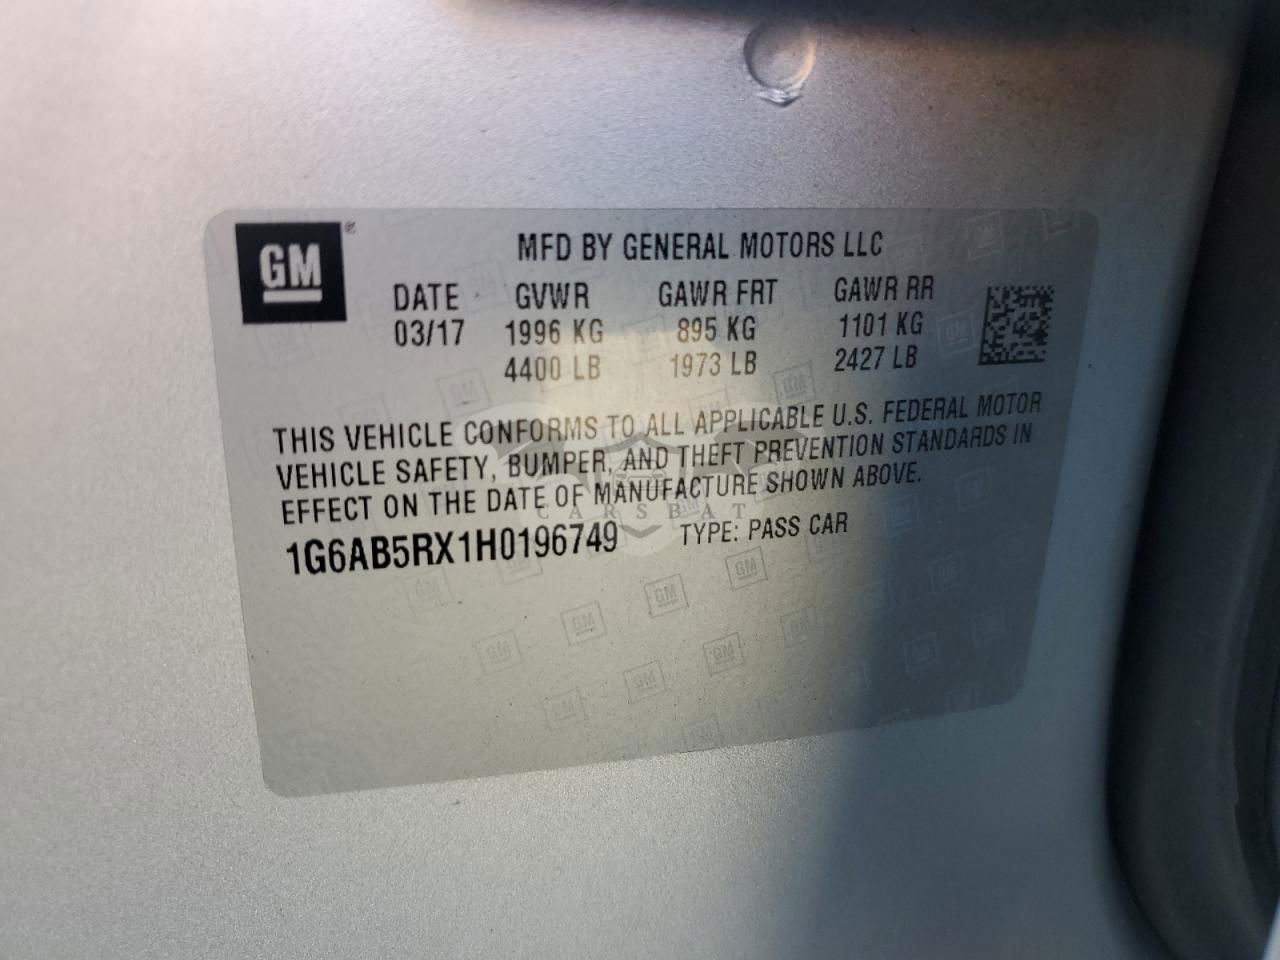 GM
MFD BY GENERAL MOTORS LLC
DATE GVWR GAWR FRT GAWR RR
03/17 1996 KG 895 KG 1101 KG
4400 LB 1973 LB 2427 LB
THIS VEHICLE CONFORMS TO ALL APPLICABLE U.S. FEDERAL MOTOR
VEHICLE SAFETY, BUMPER, AND THEFT PREVENTION STANDARDS IN
EFFECT ON THE DATE OF MANUFACTURE SHOWN ABOVE.
CARSBAT
1G6AB5RX1H0196749 TYPE: PASS CAR